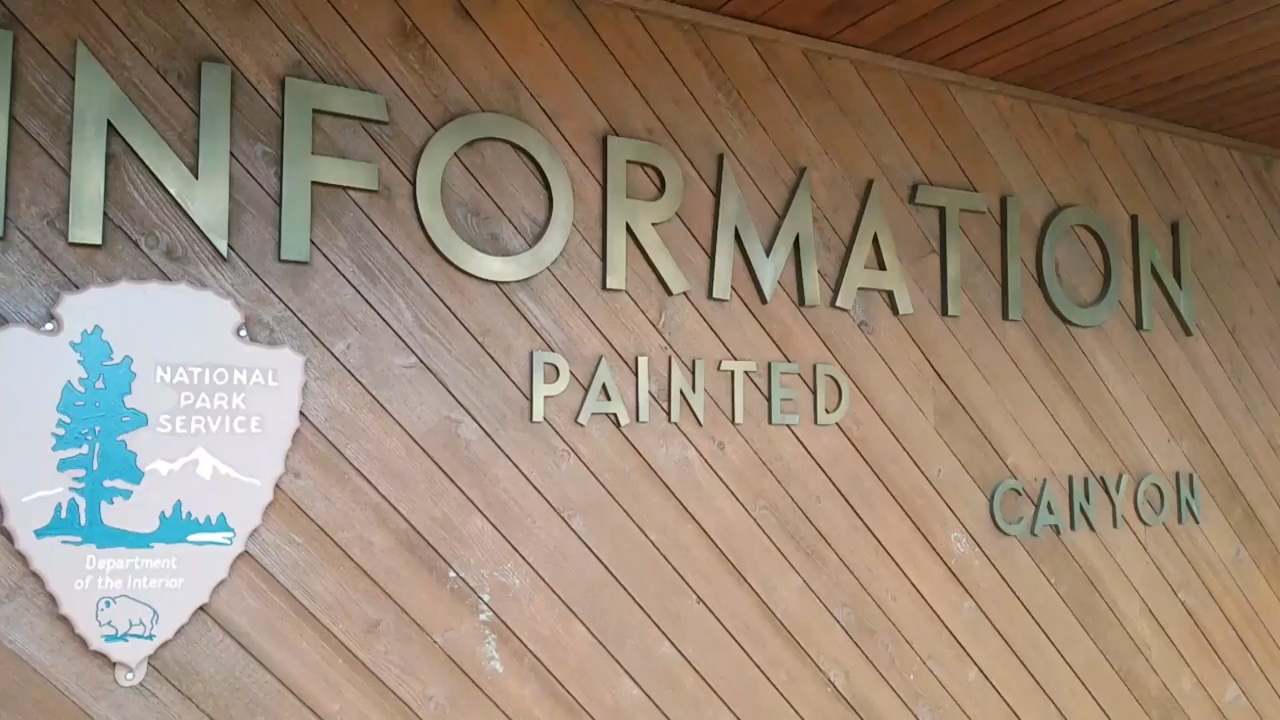 INFORMATION
PAINTED
CANYON
NATIONAL
PARK
SERVICE
Department
of the Interior